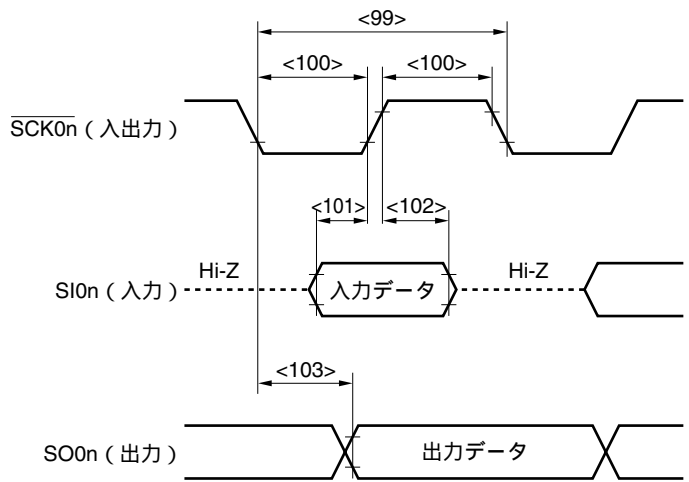 <99>
<100>
<100>
SCK0n（入出力）
<101>
<102>
Hi-Z
Hi-Z
SI0n（入力）
入力データ
<103>
SO0n（出力）
出力データ